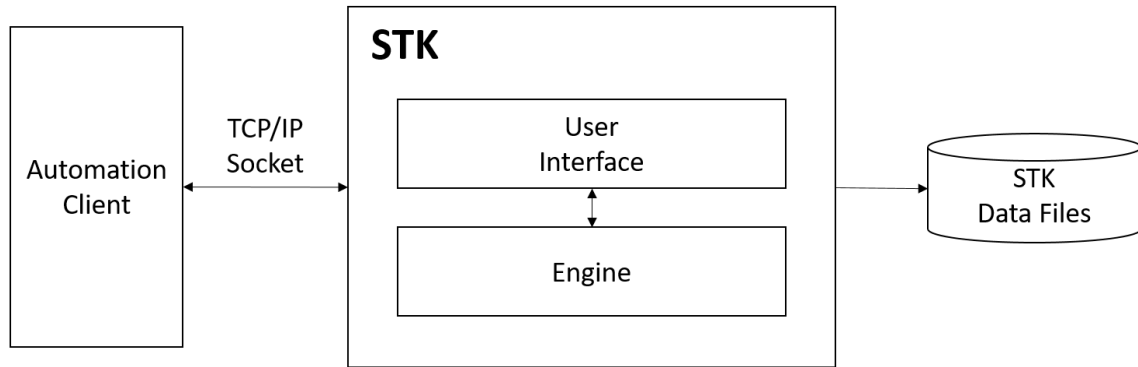 STK
TCP/IP
Socket
Automation
Client
User
Interface
Engine
STK
Data Files